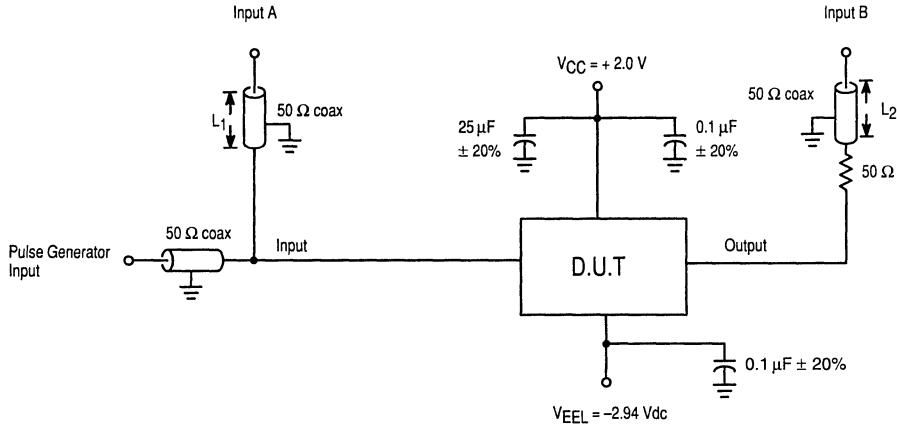 Input A
Input B
V_CC = + 2.0 V
50 Ω coax
L_1
50 Ω coax
L_2
25 µF
± 20%
0.1 µF
± 20%
50 Ω
50 Ω coax
Pulse Generator
Input
Input
D.U.T
Output
0.1 µF ± 20%
V_EEL = –2.94 Vdc